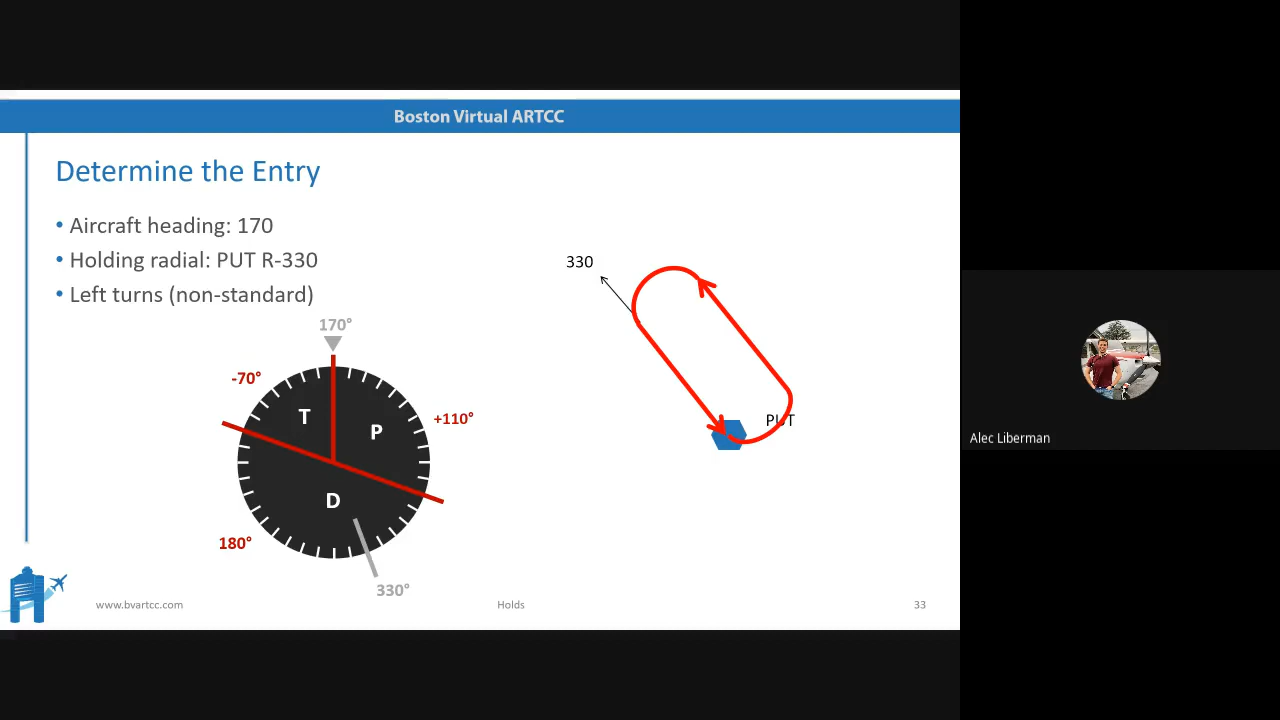 Boston Virtual ARTCC
Determine the Entry
• Aircraft heading: 170
• Holding radial: PUT R-330
• Left turns (non-standard)
170°
-70°
+110°
T
P
D
180°
330°
330
PUT
www.bvartcc.com
Holds
33
Alec Liberman